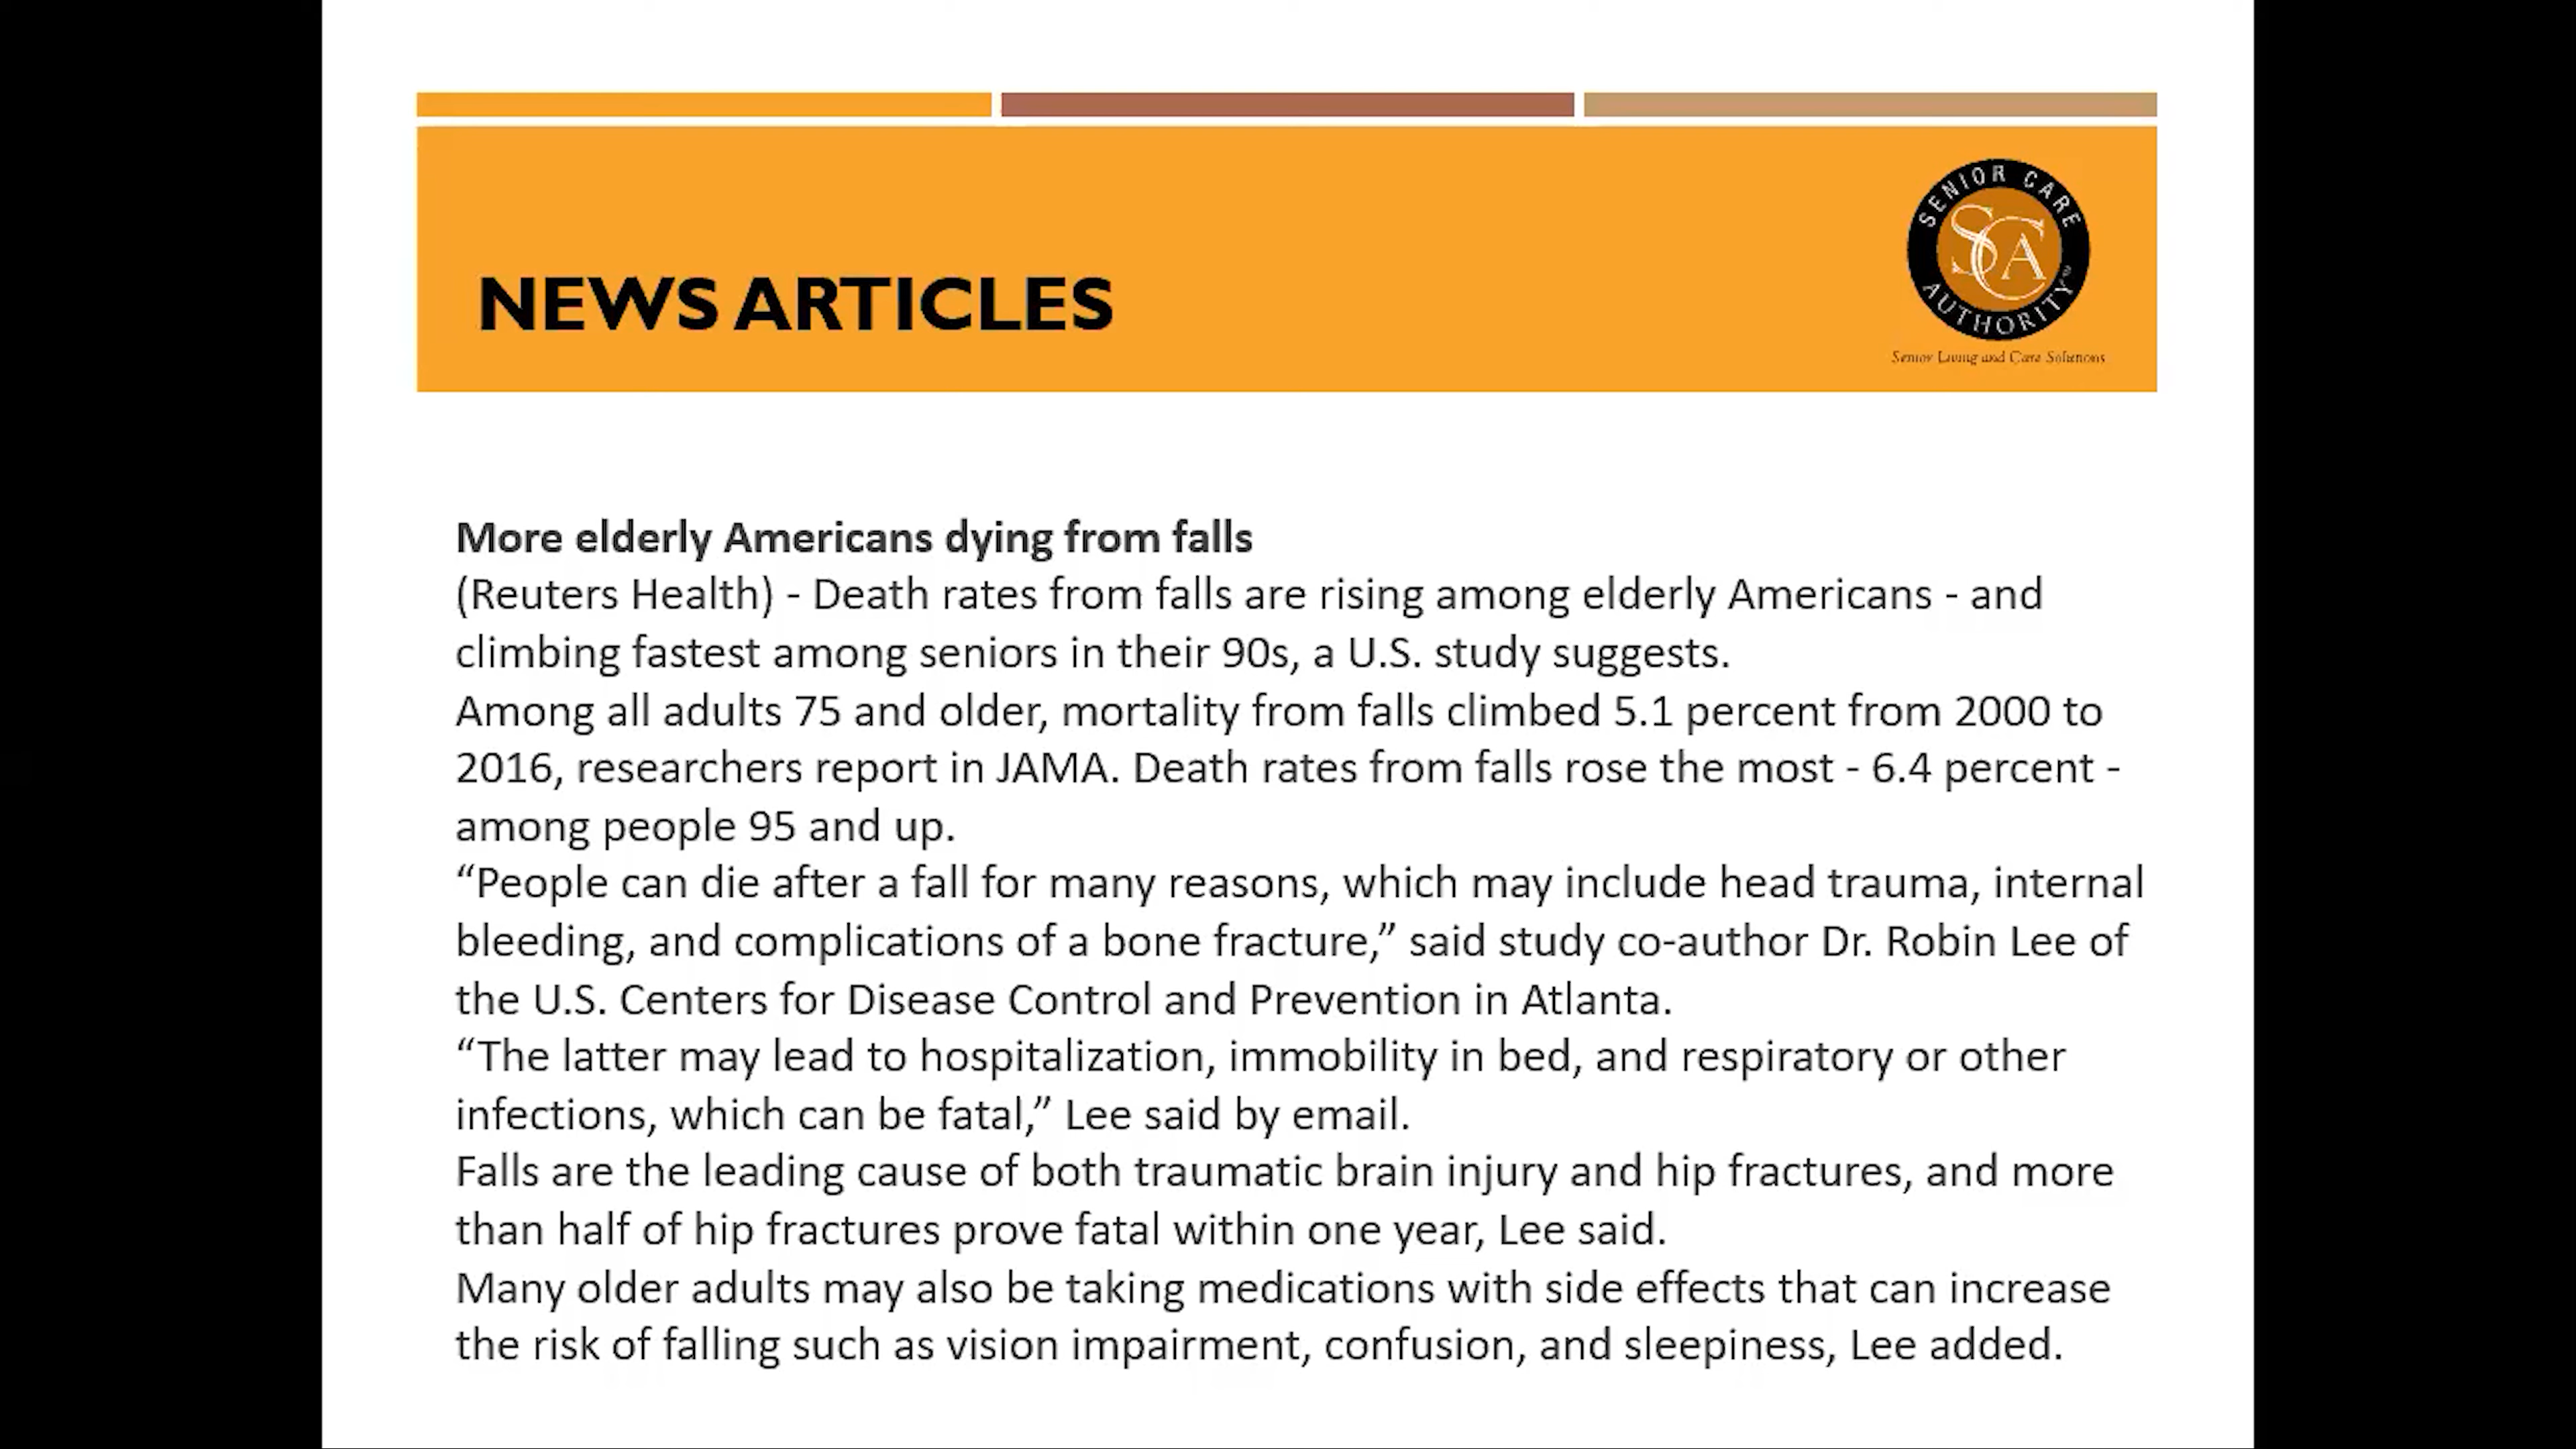 SENIOR CARE
SCA
AUTHORITY®
Senior Living and Care Solutions
NEWS ARTICLES
More elderly Americans dying from falls
(Reuters Health) - Death rates from falls are rising among elderly Americans - and
climbing fastest among seniors in their 90s, a U.S. study suggests.
Among all adults 75 and older, mortality from falls climbed 5.1 percent from 2000 to
2016, researchers report in JAMA. Death rates from falls rose the most - 6.4 percent -
among people 95 and up.
“People can die after a fall for many reasons, which may include head trauma, internal
bleeding, and complications of a bone fracture,” said study co-author Dr. Robin Lee of
the U.S. Centers for Disease Control and Prevention in Atlanta.
“The latter may lead to hospitalization, immobility in bed, and respiratory or other
infections, which can be fatal,” Lee said by email.
Falls are the leading cause of both traumatic brain injury and hip fractures, and more
than half of hip fractures prove fatal within one year, Lee said.
Many older adults may also be taking medications with side effects that can increase
the risk of falling such as vision impairment, confusion, and sleepiness, Lee added.